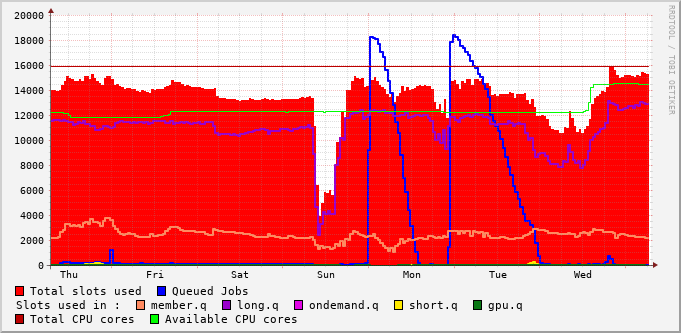 RRDTOOL / TOBI OETIKER
20000
18000
16000
14000
12000
10000
8000
6000
4000
2000
0
Thu Fri Sat Sun Mon Tue Wed
Total slots used Queued Jobs
Slots used in : member.q long.q ondemand.q short.q gpu.q
Total CPU cores Available CPU cores